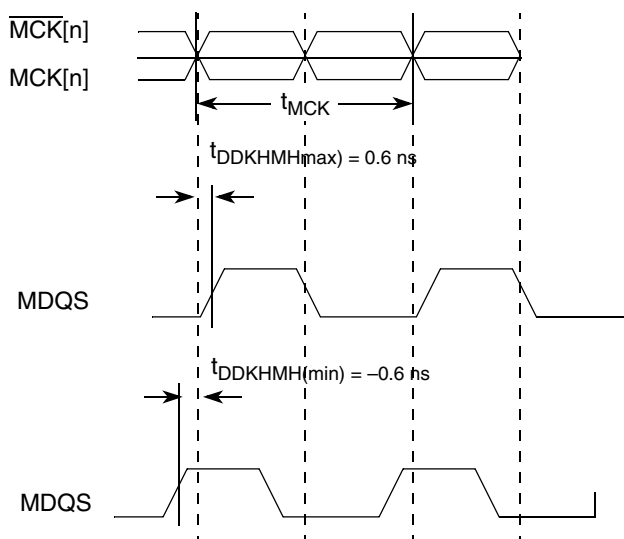 MCK[n]
MCK[n]
tMCK
tDDKHMHmax) = 0.6 ns
MDQS
tDDKHMH(min) = –0.6 ns
MDQS